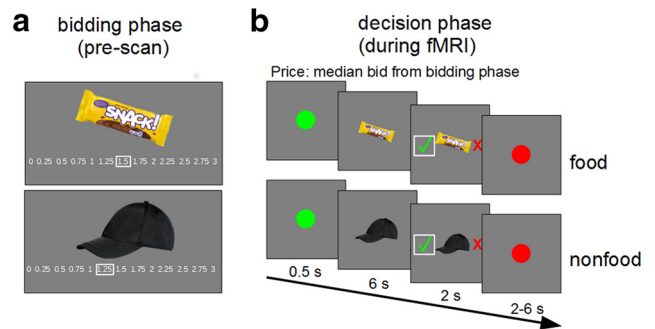 a
bidding phase
(pre-scan)
SNACK!
0 0.25 0.5 0.75 1 1.25 1.5 1.75 2 2.25 2.5 2.75 3
0 0.25 0.5 0.75 1 1.25 1.5 1.75 2 2.25 2.5 2.75 3
b
decision phase
(during fMRI)
Price: median bid from bidding phase
x
food
x
nonfood
0.5 s
6 s
2 s
2-6 s